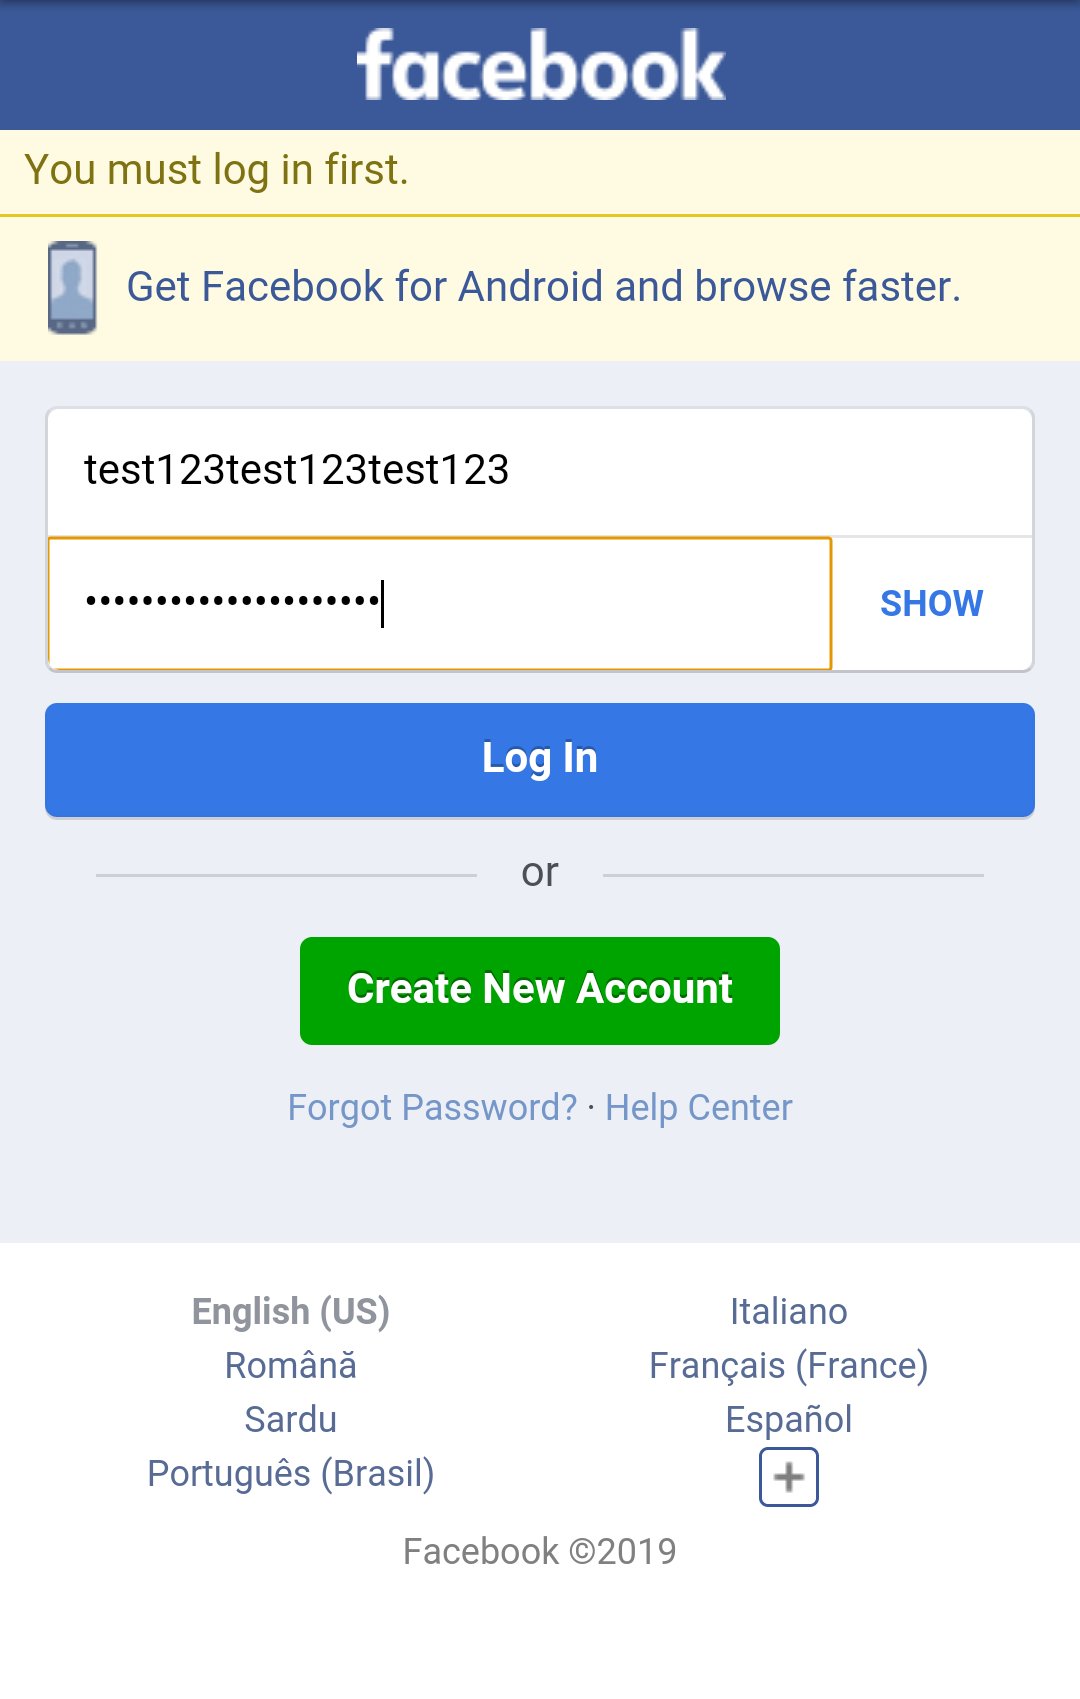 facebook
You must log in first.
Get Facebook for Android and browse faster.
test123test123test123
•••••••••••••••••••••
SHOW
Log In
or
Create New Account
Forgot Password? · Help Center
English (US)
Italiano
Română
Français (France)
Sardu
Español
Português (Brasil)
+
Facebook ©2019